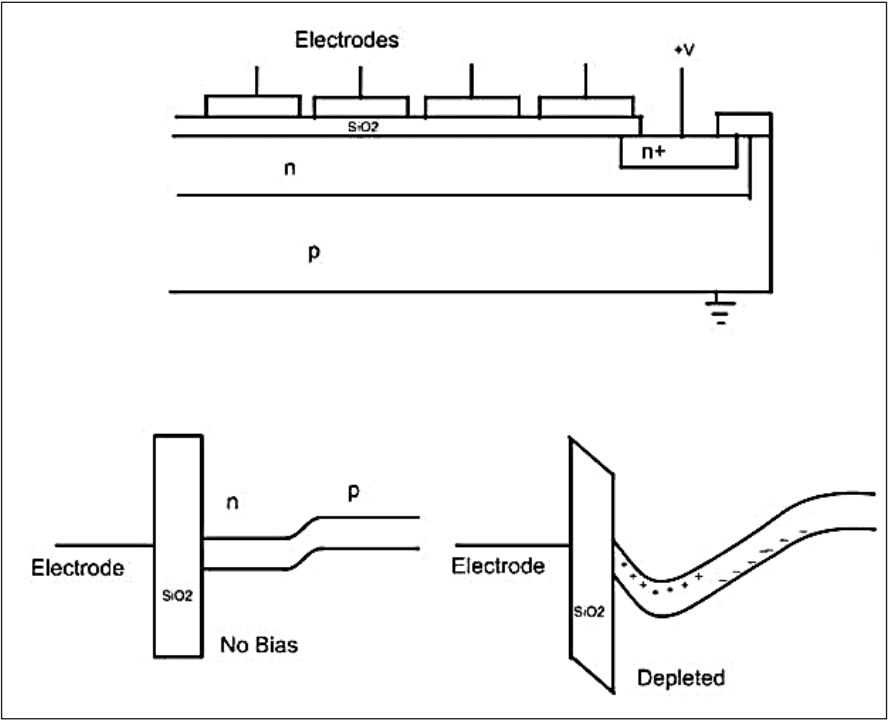 Electrodes
+V
SiO2
n+
n
p
n
p
Electrode
Electrode
SiO2
SiO2
No Bias
Depleted